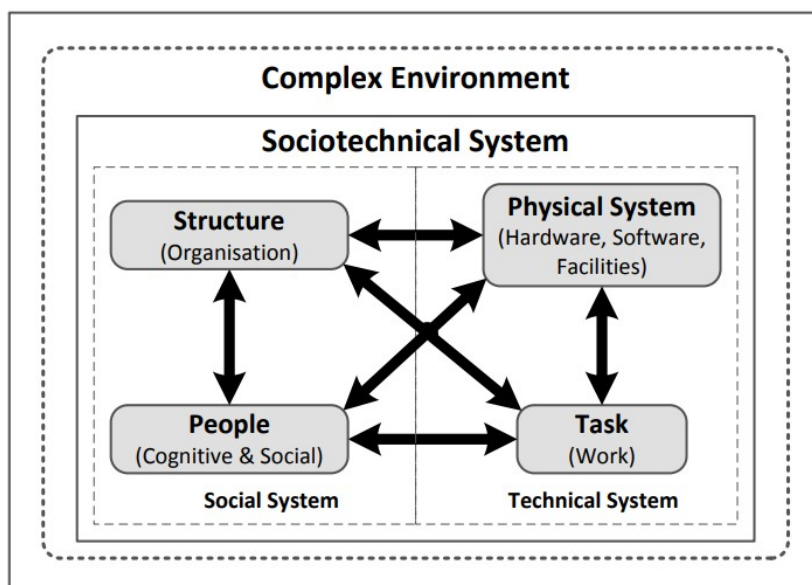 Complex Environment
Sociotechnical System
Structure
(Organisation)
Physical System
(Hardware, Software,
Facilities)
People
(Cognitive & Social)
Task
(Work)
Social System
Technical System